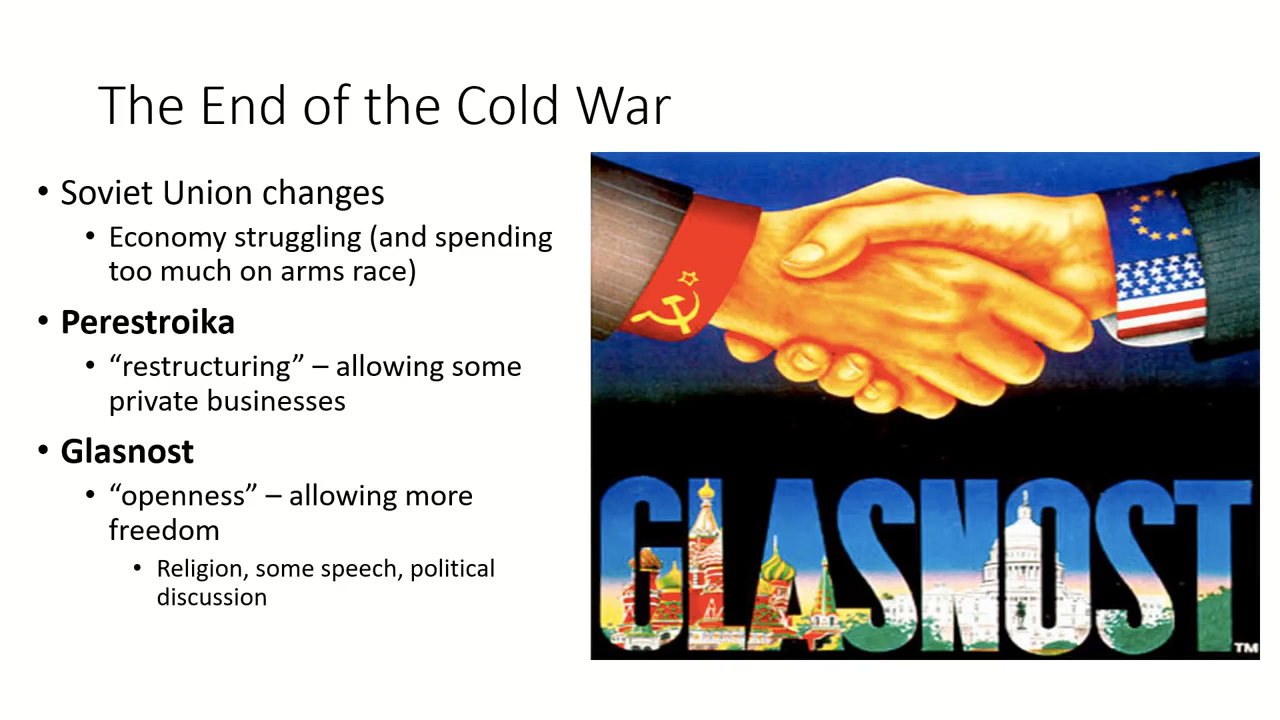 The End of the Cold War
• Soviet Union changes
• Economy struggling (and spending
too much on arms race)
• Perestroika
• “restructuring” – allowing some
private businesses
• Glasnost
• “openness” – allowing more
freedom
• Religion, some speech, political
discussion
GLASNOST
TM